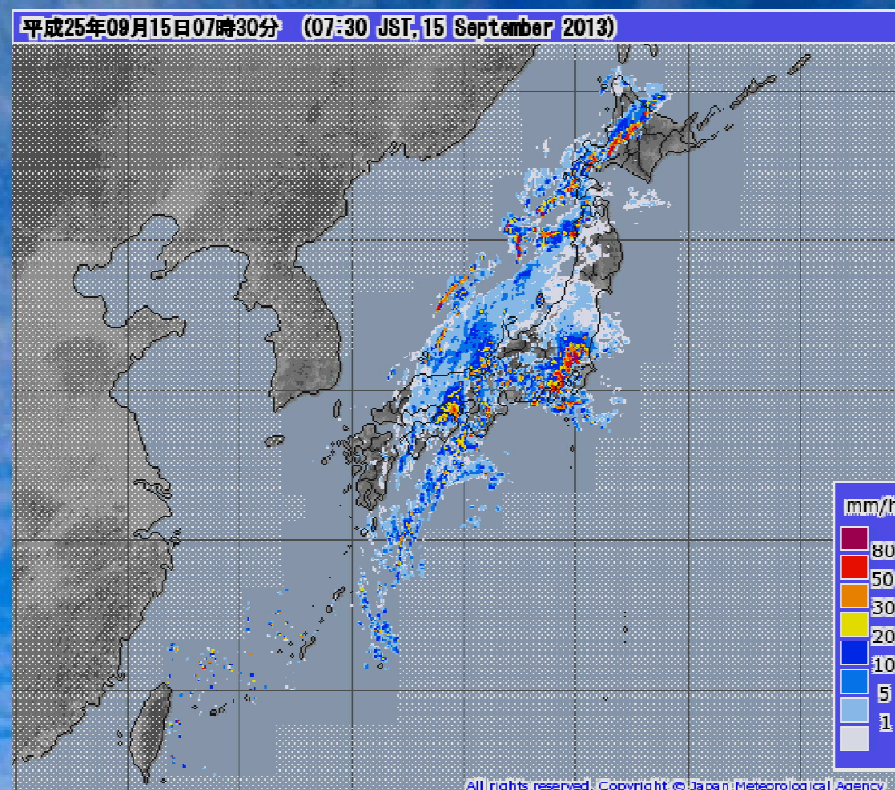 平成25年09月15日07時30分 (07:30 JST, 15 September 2013)
mm/h
80
50
30
20
10
5
1
All rights reserved. Copyright © Japan Meteorological Agency